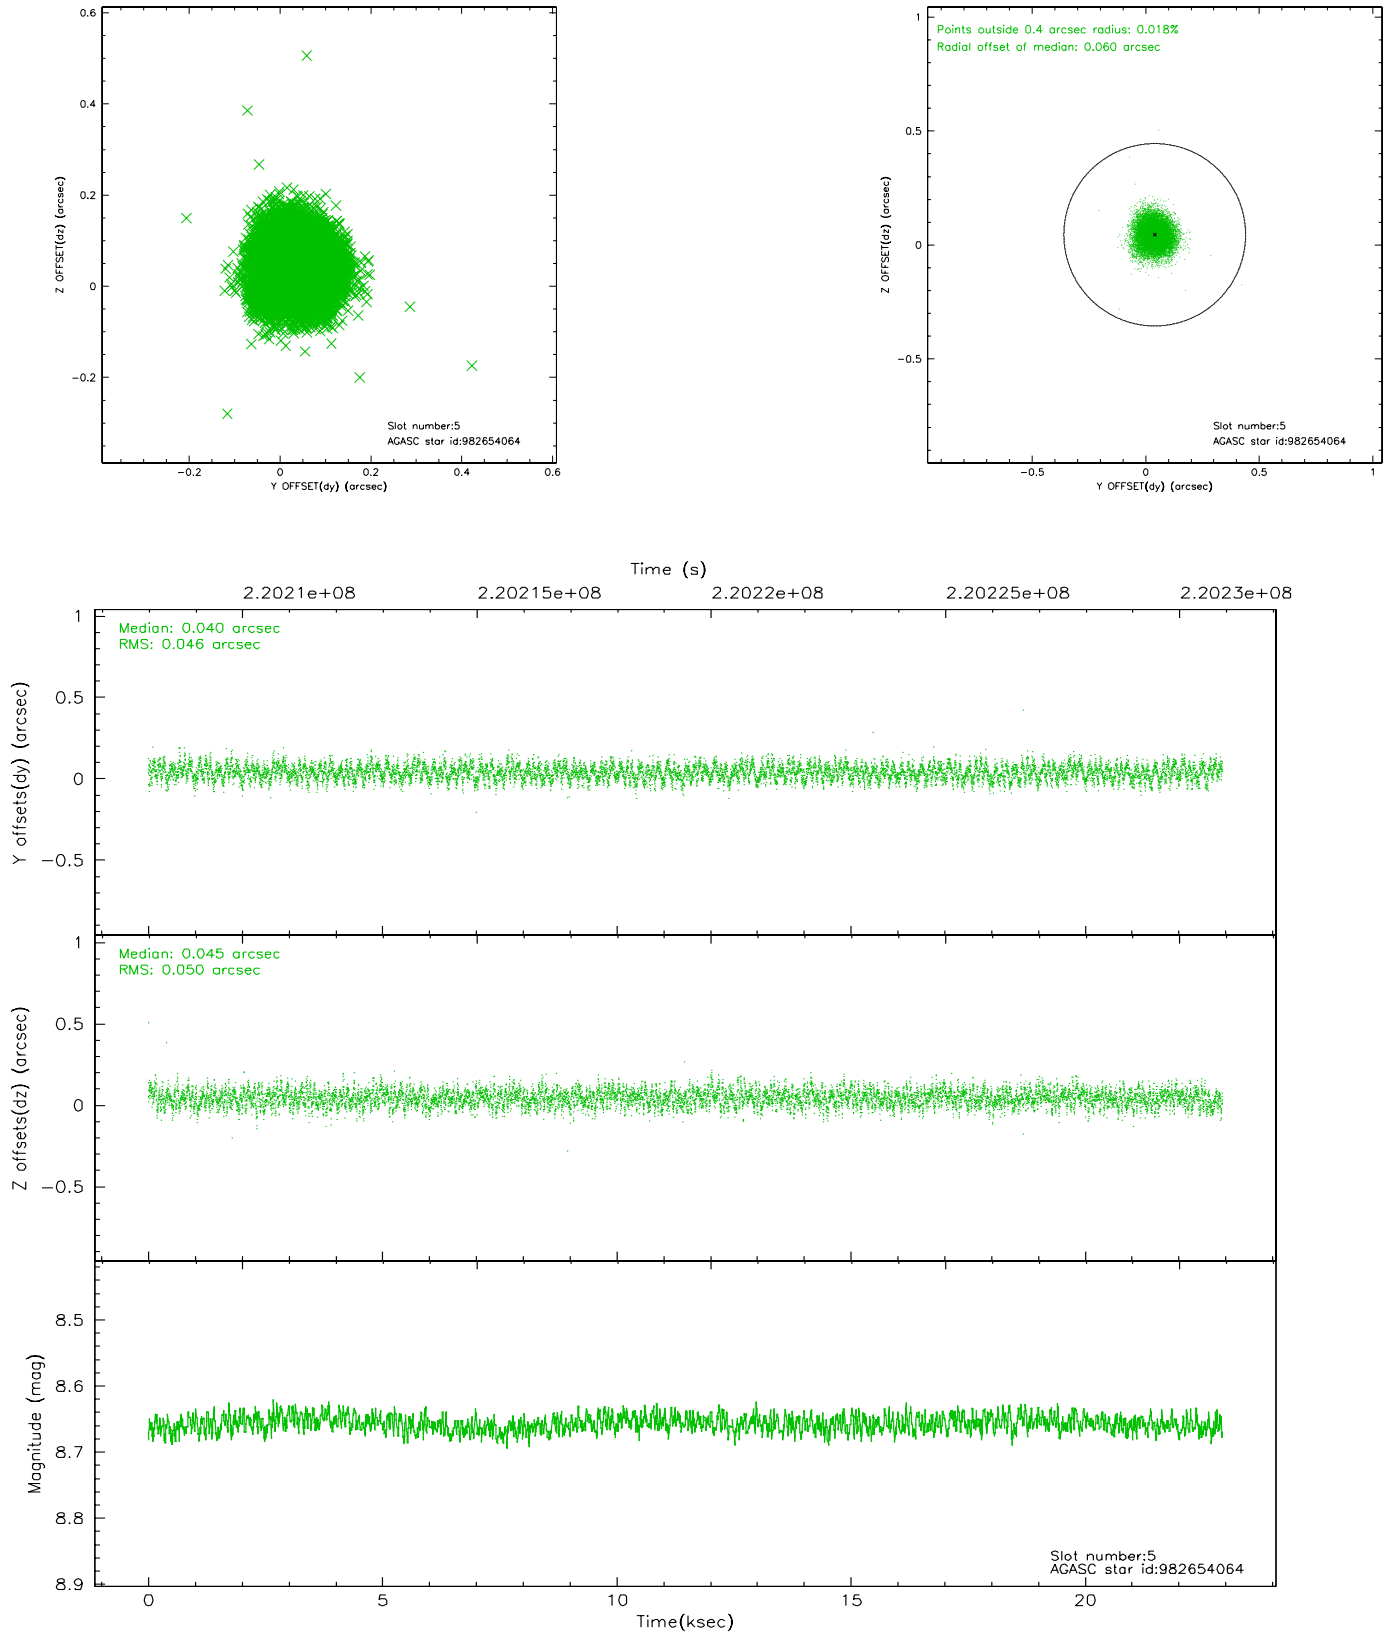 0.6
0.4
0.2
0
−0.2
Z OFFSET(dz) (arcsec)
−0.2 0 0.2 0.4 0.6
Y OFFSET(dy) (arcsec)
Slot number:5
AGASC star id:982654064
Points outside 0.4 arcsec radius: 0.018%
Radial offset of median: 0.060 arcsec
1
0.5
0
−0.5
Z OFFSET(dz) (arcsec)
−0.5 0 0.5 1
Y OFFSET(dy) (arcsec)
Slot number:5
AGASC star id:982654064
Time (s)
2.2021e+08 2.20215e+08 2.2022e+08 2.20225e+08 2.2023e+08
Median: 0.040 arcsec
RMS: 0.046 arcsec
1
0.5
0
−0.5
Y offsets(dy) (arcsec)
Median: 0.045 arcsec
RMS: 0.050 arcsec
1
0.5
0
−0.5
Z offsets(dz) (arcsec)
8.5
8.6
8.7
8.8
8.9
Magnitude (mag)
Slot number:5
AGASC star id:982654064
0 5 10 15 20
Time(ksec)